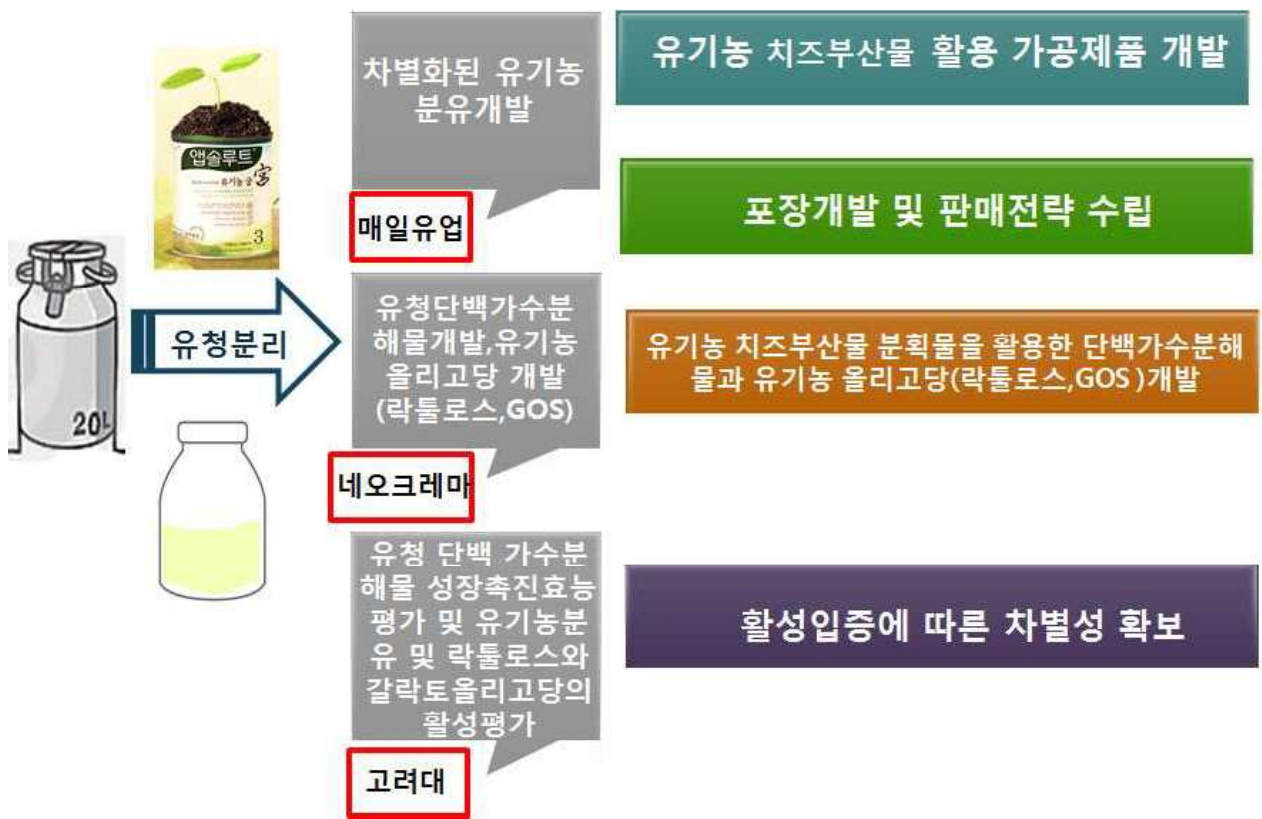 차별화된 유기농
분유개발
매일유업
유기농 치즈부산물 활용 가공제품 개발
포장개발 및 판매전략 수립
앱솔루트
유기농 궁
宮
3
20L
유청분리
유청단백가수분
해물개발,유기농
올리고당 개발
(락툴로스,GOS)
네오크레마
유기농 치즈부산물 분획물을 활용한 단백가수분해
물과 유기농 올리고당(락툴로스,GOS )개발
유청 단백 가수분
해물 성장촉진효능
평가 및 유기농분
유 및 락툴로스와
갈락토올리고당의
활성평가
고려대
활성입증에 따른 차별성 확보